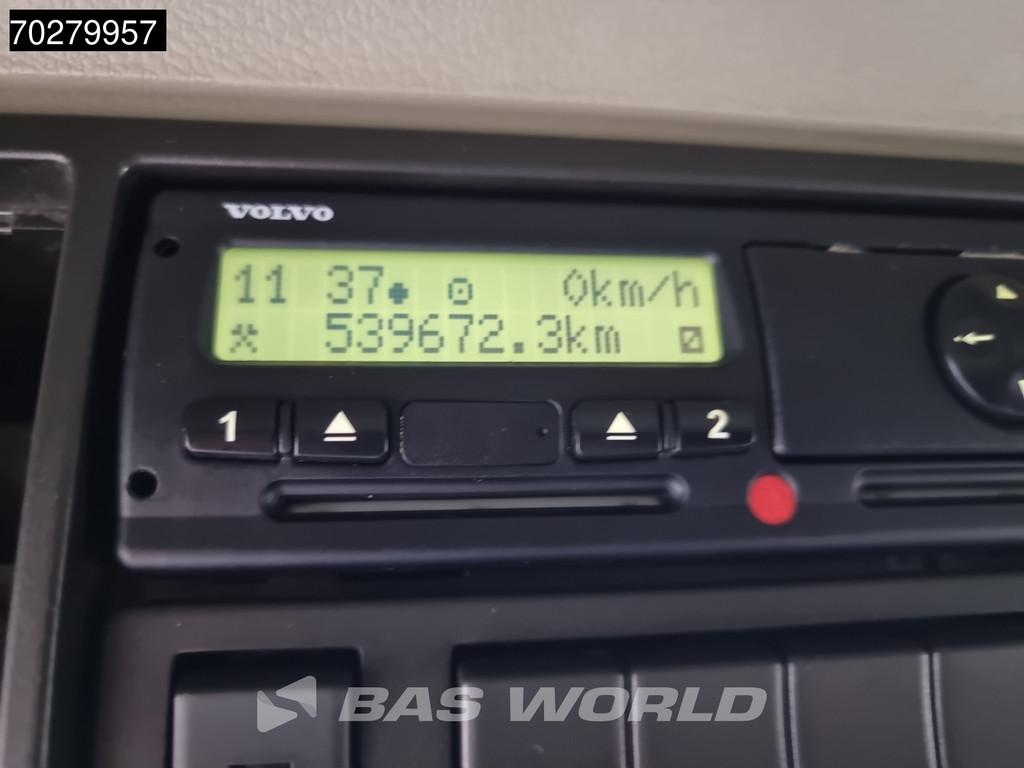 70279957
VOLVO
11 37 0km/h
539672.3km
1 2
BAS WORLD